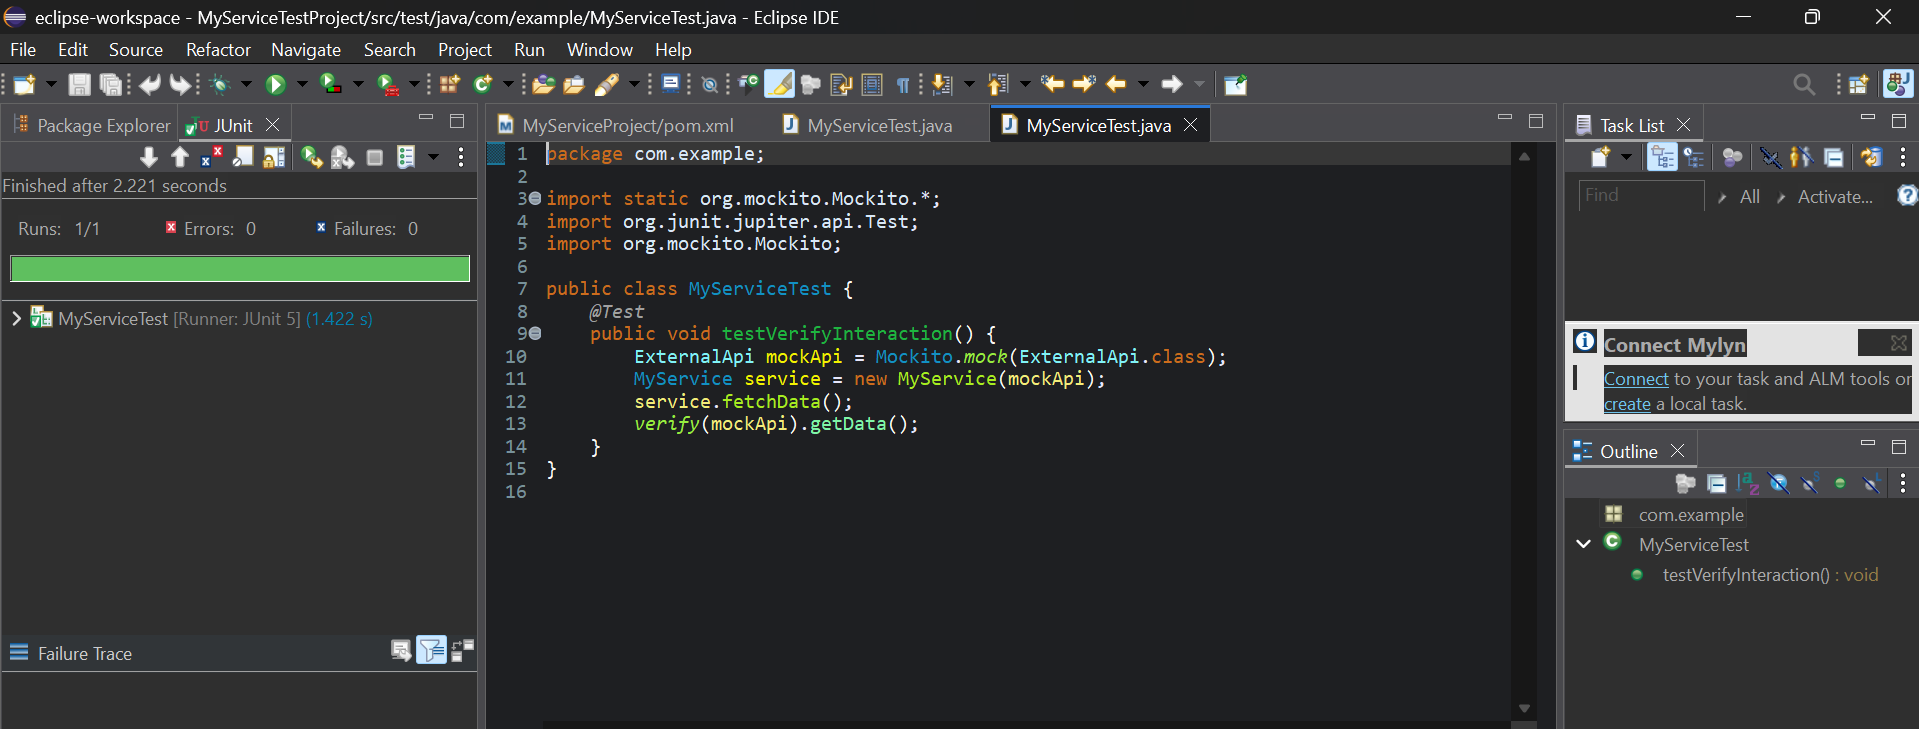 eclipse-workspace - MyServiceTestProject/src/test/java/com/example/MyServiceTest.java - Eclipse IDE
File Edit Source Refactor Navigate Search Project Run Window Help
Package Explorer JUnit
Finished after 2.221 seconds
Runs: 1/1 Errors: 0 Failures: 0
MyServiceTest [Runner: JUnit 5] (1.422 s)
Failure Trace
MyServiceProject/pom.xml MyServiceTest.java MyServiceTest.java
1 package com.example;
2
3 import static org.mockito.Mockito.*;
4 import org.junit.jupiter.api.Test;
5 import org.mockito.Mockito;
6
7 public class MyServiceTest {
8 @Test
9 public void testVerifyInteraction() {
10 ExternalApi mockApi = Mockito.mock(ExternalApi.class);
11 MyService service = new MyService(mockApi);
12 service.fetchData();
13 verify(mockApi).getData();
14 }
15 }
16
Task List
Find All Activate...
Connect Mylyn
Connect to your task and ALM tools or
create a local task.
Outline
com.example
MyServiceTest
testVerifyInteraction() : void